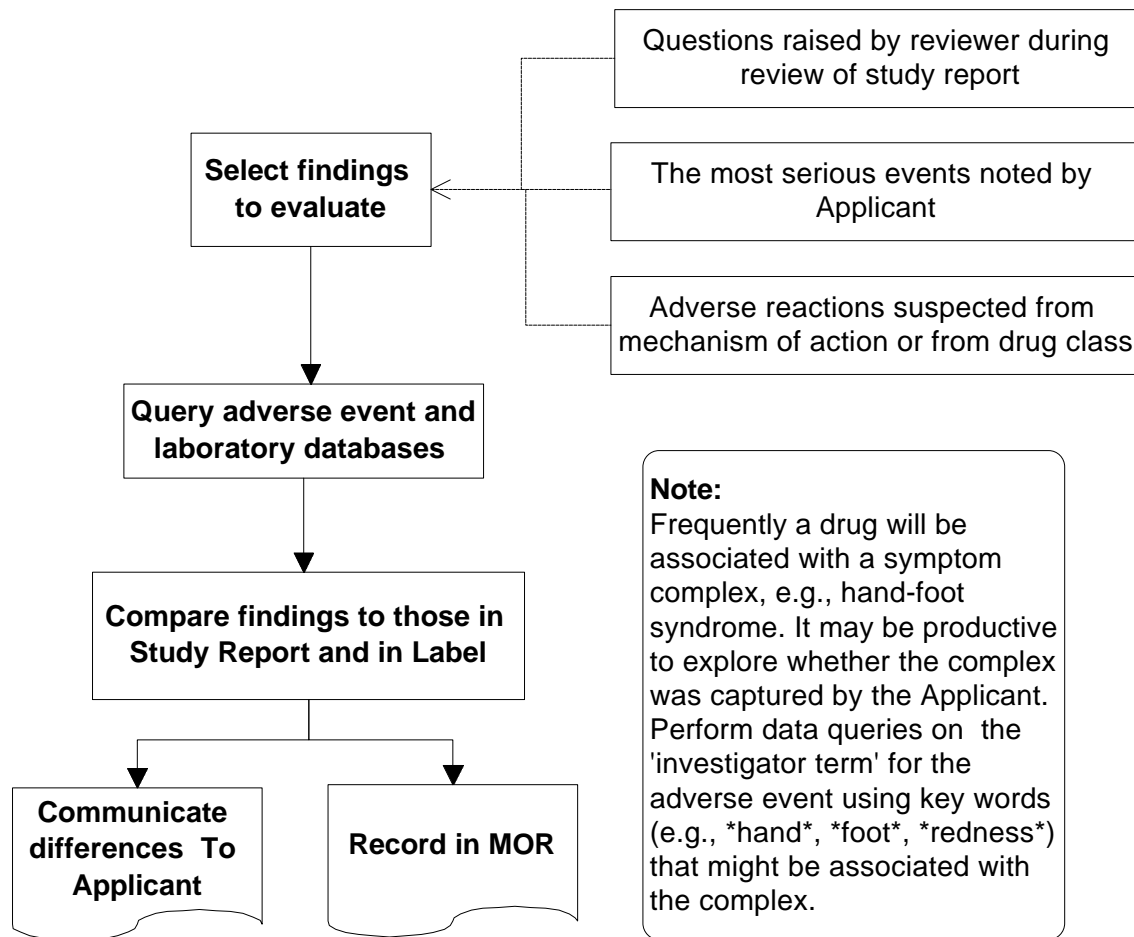 Questions raised by reviewer during
review of study report
Select findings
to evaluate
The most serious events noted by
Applicant
Adverse reactions suspected from
mechanism of action or from drug class
Query adverse event and
laboratory databases
Compare findings to those in
Study Report and in Label
Communicate
differences To
Applicant
Record in MOR
Note:
Frequently a drug will be
associated with a symptom
complex, e.g., hand-foot
syndrome. It may be productive
to explore whether the complex
was captured by the Applicant.
Perform data queries on the
'investigator term' for the
adverse event using key words
(e.g., *hand*, *foot*, *redness*)
that might be associated with
the complex.